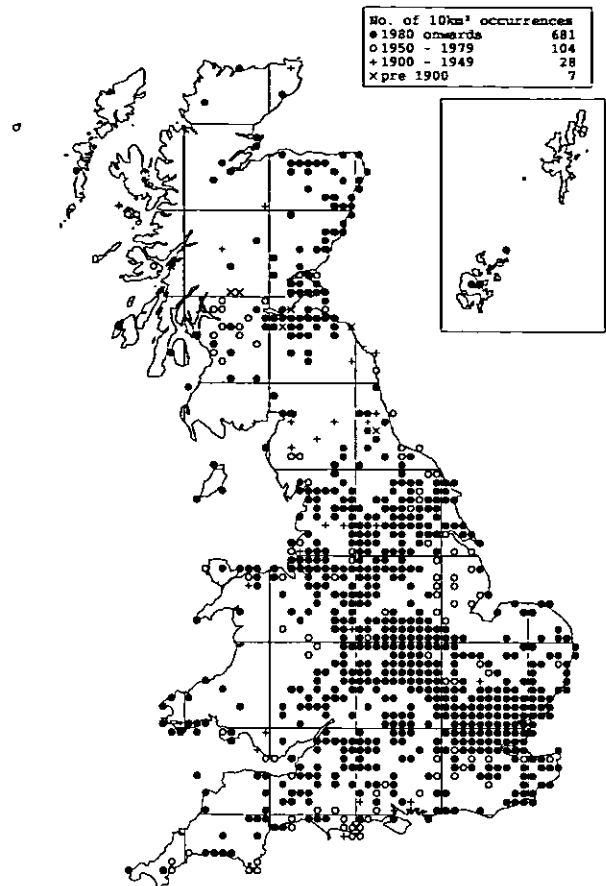 No. of 10km² occurrences
● 1980 onwards 681
○ 1950 - 1979 104
+ 1900 - 1949 28
× pre 1900 7